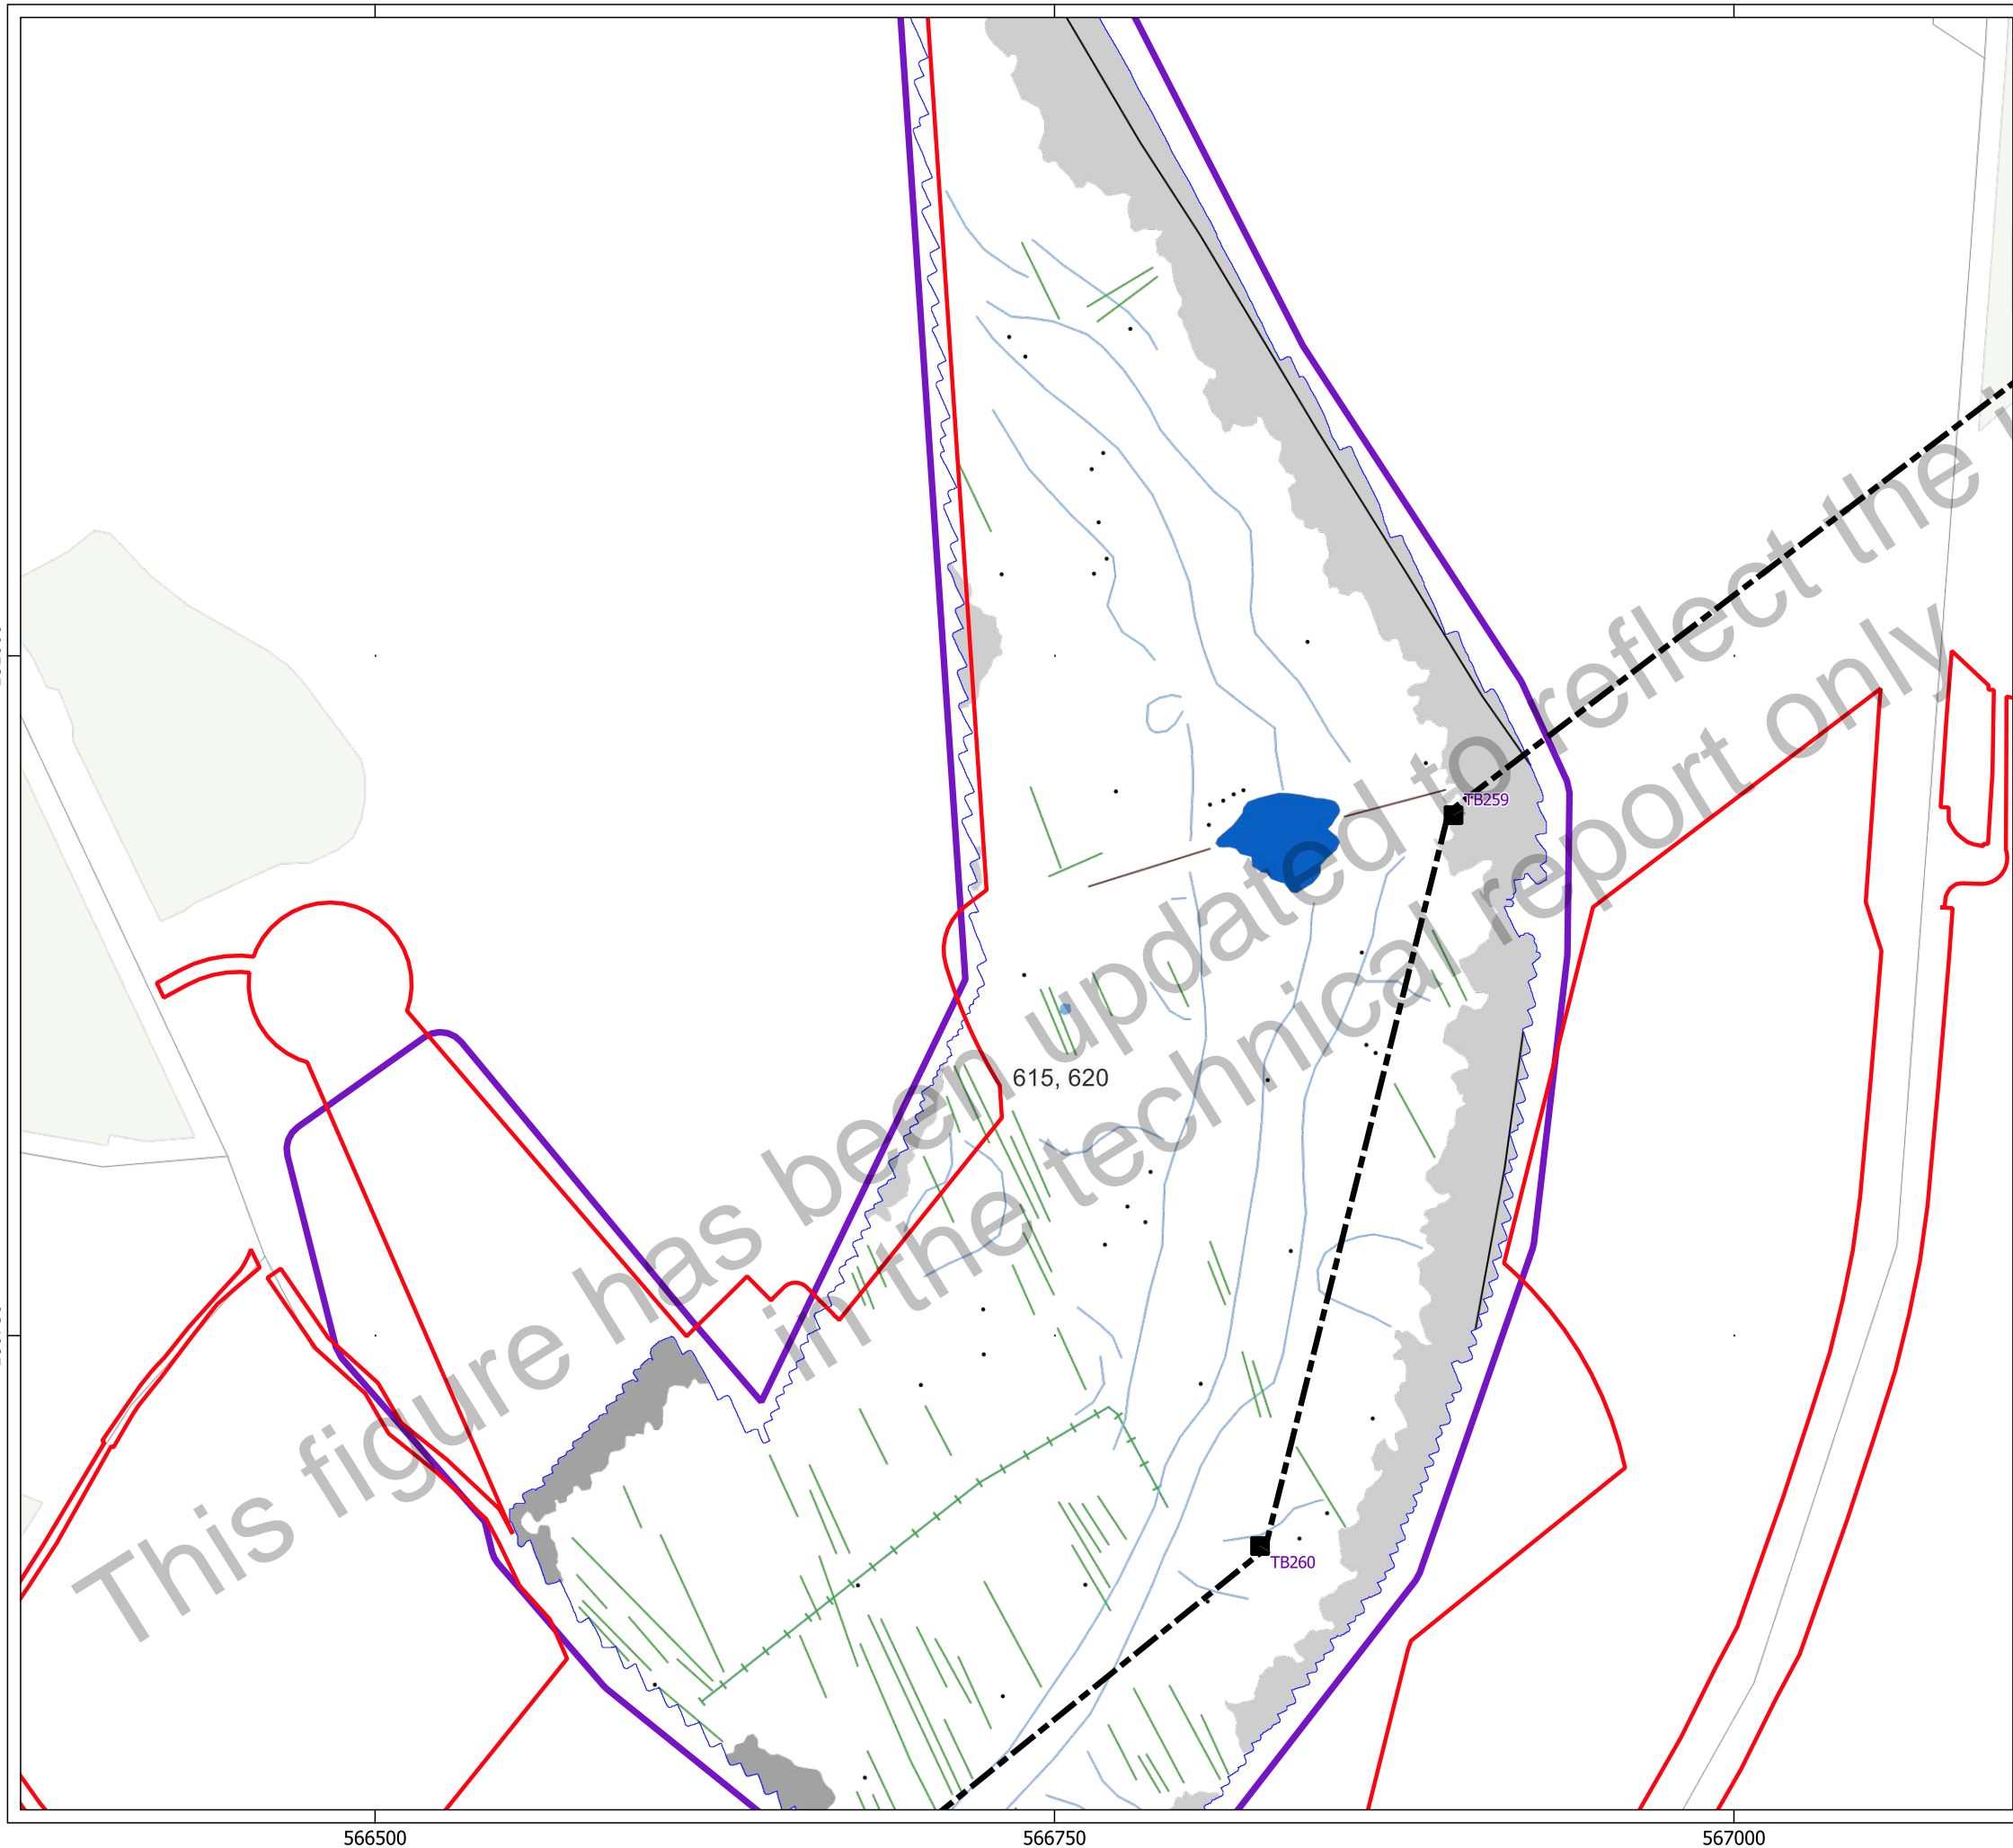 TB259
615, 620
TB260
This figure has been updated to reflect the
in the technical report only
566500
566750
567000